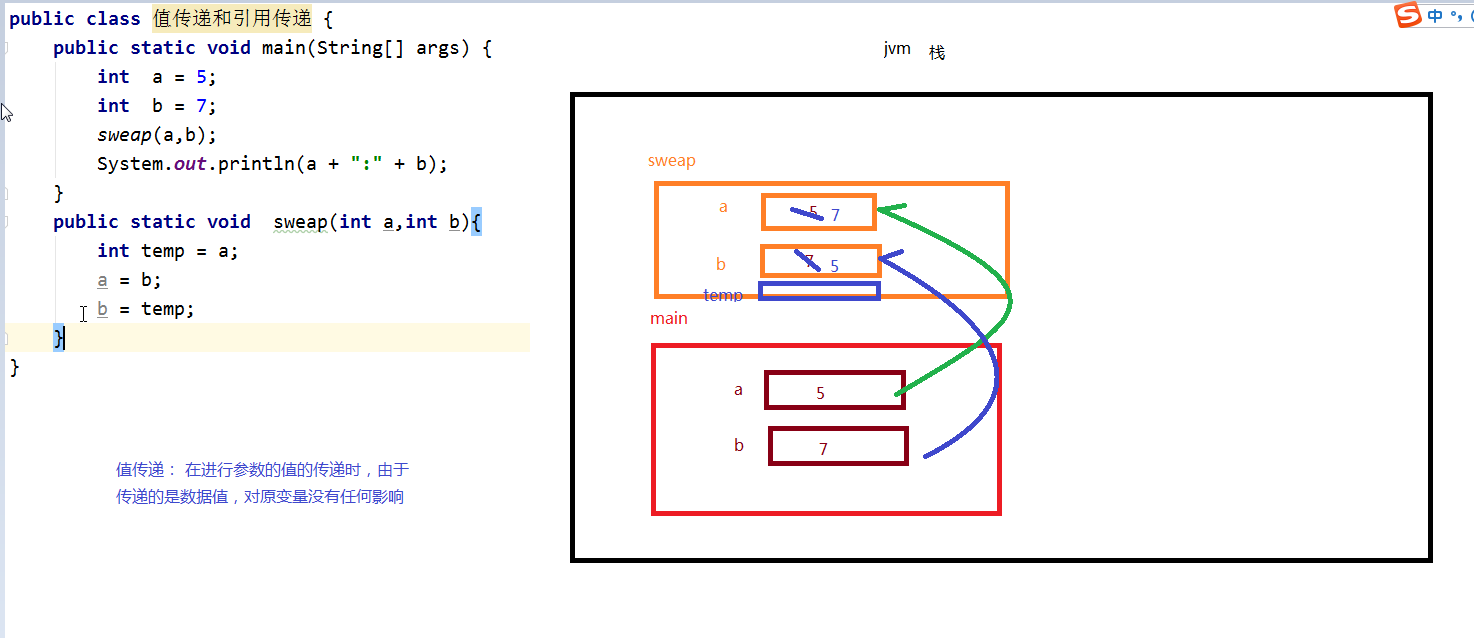 public class 值传递和引用传递 {
public static void main(String[] args) {
int  a = 5;
int  b = 7;
sweap(a,b);
System.out.println(a + ":" + b);
}
public static void  sweap(int a,int b){
int temp = a;
a = b;
b = temp;
}
}
值传递： 在进行参数的值的传递时，由于
传递的是数据值，对原变量没有任何影响
jvm 栈
sweap
a 5 7
b 7 5
temp
main
a 5
b 7
S 中 °,